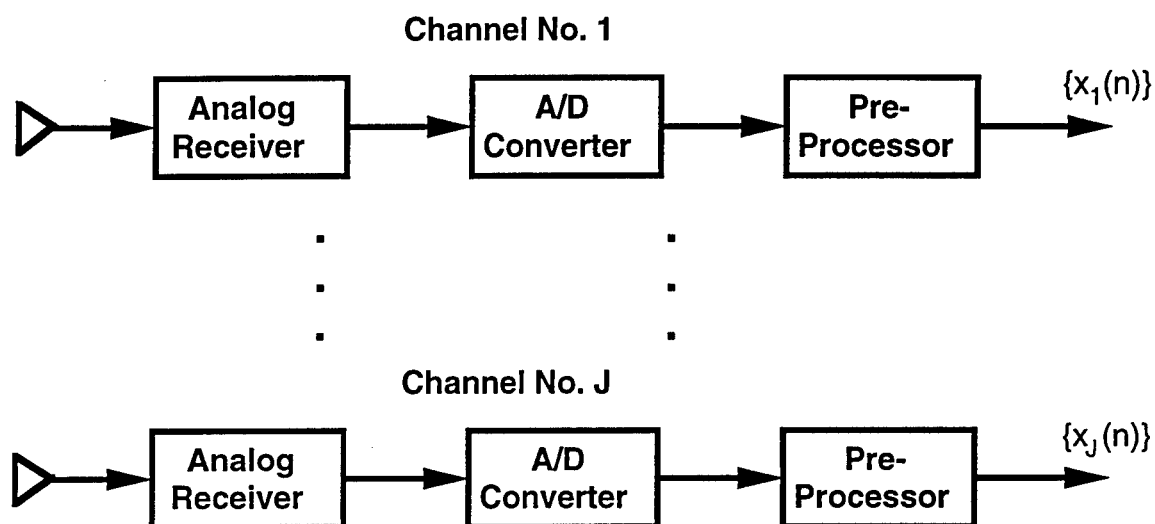 Channel No. 1
Analog
Receiver
A/D
Converter
Pre-
Processor
{x1(n)}
Channel No. J
Analog
Receiver
A/D
Converter
Pre-
Processor
{xJ(n)}